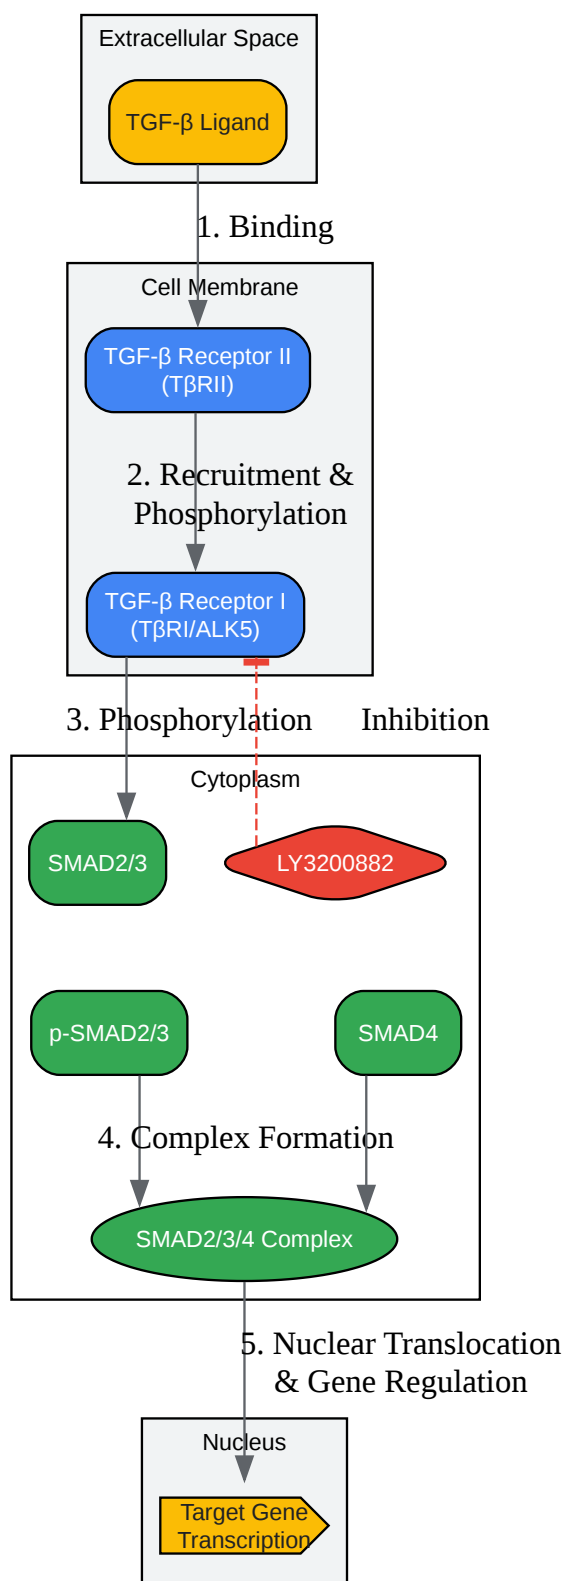 Extracellular Space
TGF-β Ligand
1. Binding
Cell Membrane
TGF-β Receptor II
(TβRII)
2. Recruitment &
Phosphorylation
TGF-β Receptor I
(TβRI/ALK5)
3. Phosphorylation
Inhibition
Cytoplasm
SMAD2/3
LY3200882
p-SMAD2/3
SMAD4
4. Complex Formation
SMAD2/3/4 Complex
5. Nuclear Translocation
& Gene Regulation
Nucleus
Target Gene
Transcription